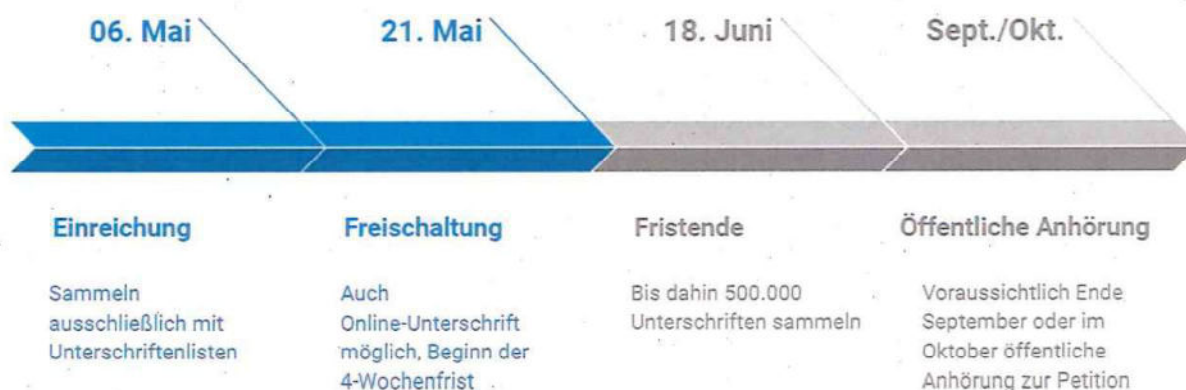 06. Mai
21. Mai
18. Juni
Sept./Okt.
Einreichung
Freischaltung
Fristende
Öffentliche Anhörung
Sammeln
ausschließlich mit
Unterschriftenlisten
Auch
Online-Unterschrift
möglich, Beginn der
4-Wochenfrist
Bis dahin 500.000
Unterschriften sammeln
Voraussichtlich Ende
September oder im
Oktober öffentliche
Anhörung zur Petition